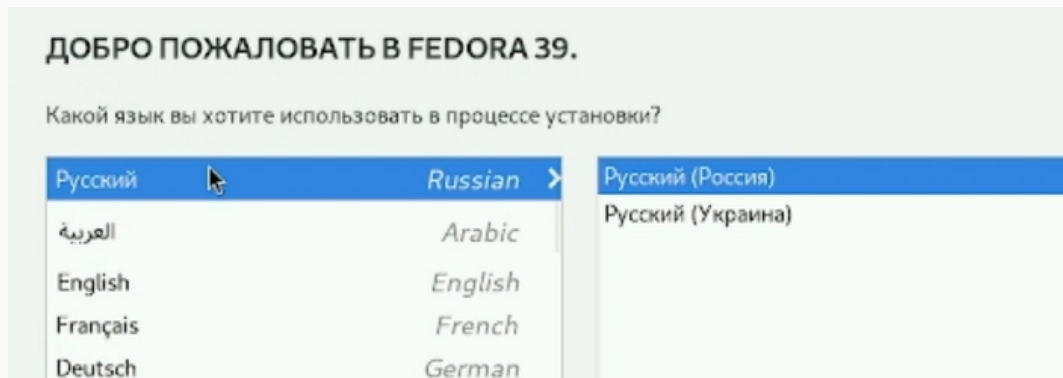 ДОБРО ПОЖАЛОВАТЬ В FEDORA 39.
Какой язык вы хотите использовать в процессе установки?
Русский Russian
العربية Arabic
English English
Français French
Deutsch German
Русский (Россия)
Русский (Украина)